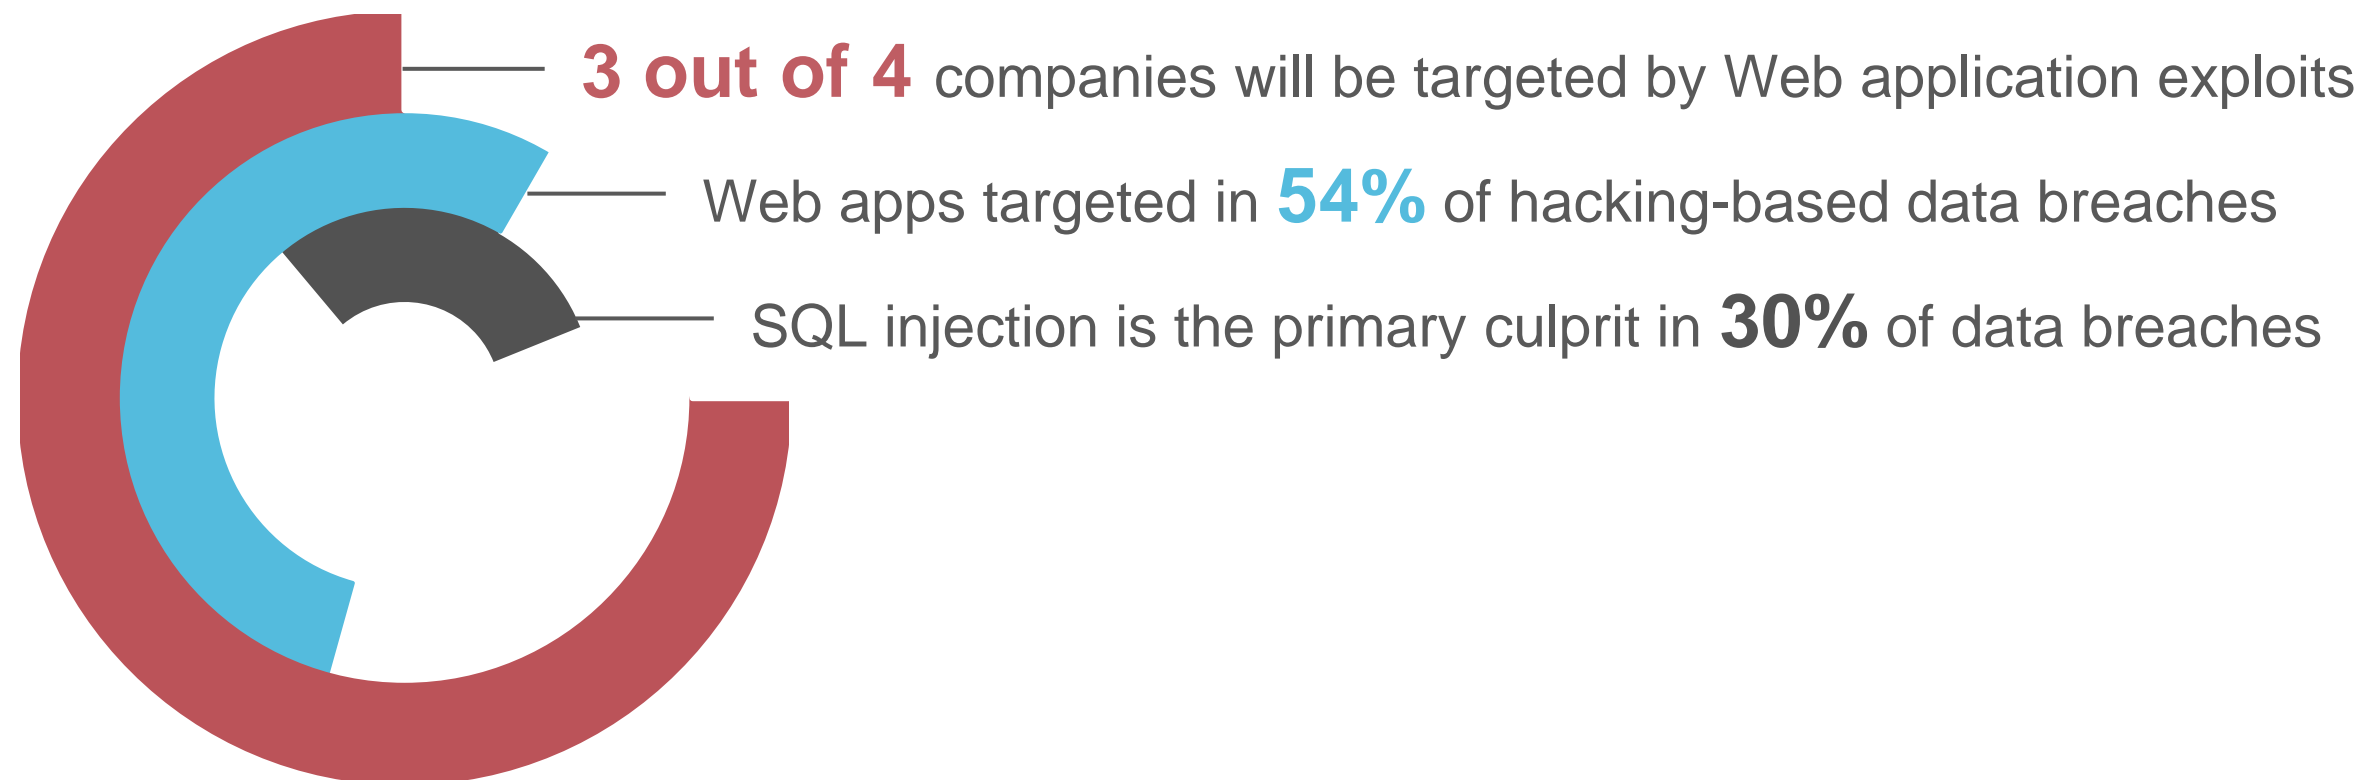 3 out of 4 companies will be targeted by Web application exploits
Web apps targeted in 54% of hacking-based data breaches
SQL injection is the primary culprit in 30% of data breaches